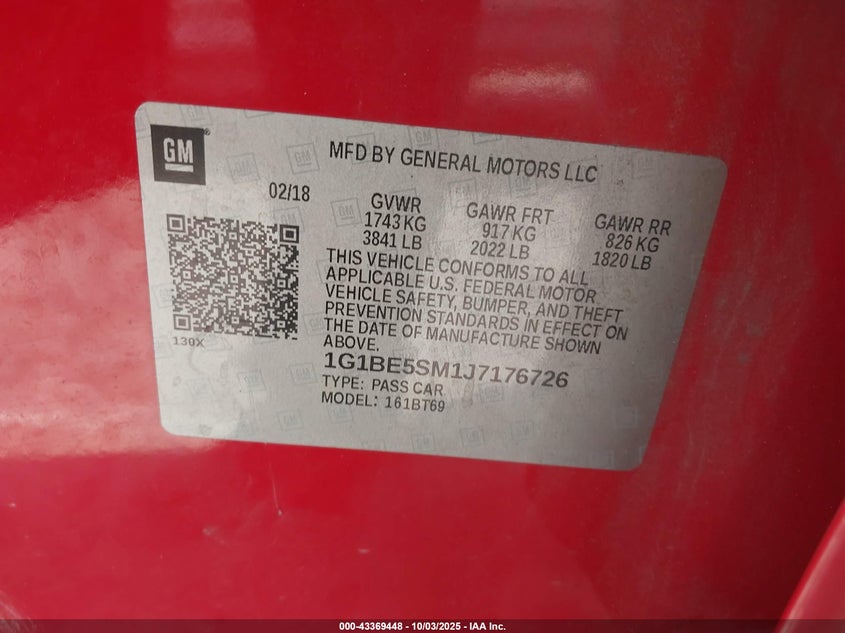 GM
MFD BY GENERAL MOTORS LLC
02/18
GVWR
1743 KG
3841 LB
GAWR FRT
917 KG
2022 LB
GAWR RR
826 KG
1820 LB
THIS VEHICLE CONFORMS TO ALL
APPLICABLE U.S. FEDERAL MOTOR
VEHICLE SAFETY, BUMPER, AND THEFT
PREVENTION STANDARDS IN EFFECT ON
THE DATE OF MANUFACTURE SHOWN
ABOVE.
130X
1G1BE5SM1J7176726
TYPE: PASS CAR
MODEL: 161BT69
000-43369448 - 10/03/2025 - IAA Inc.